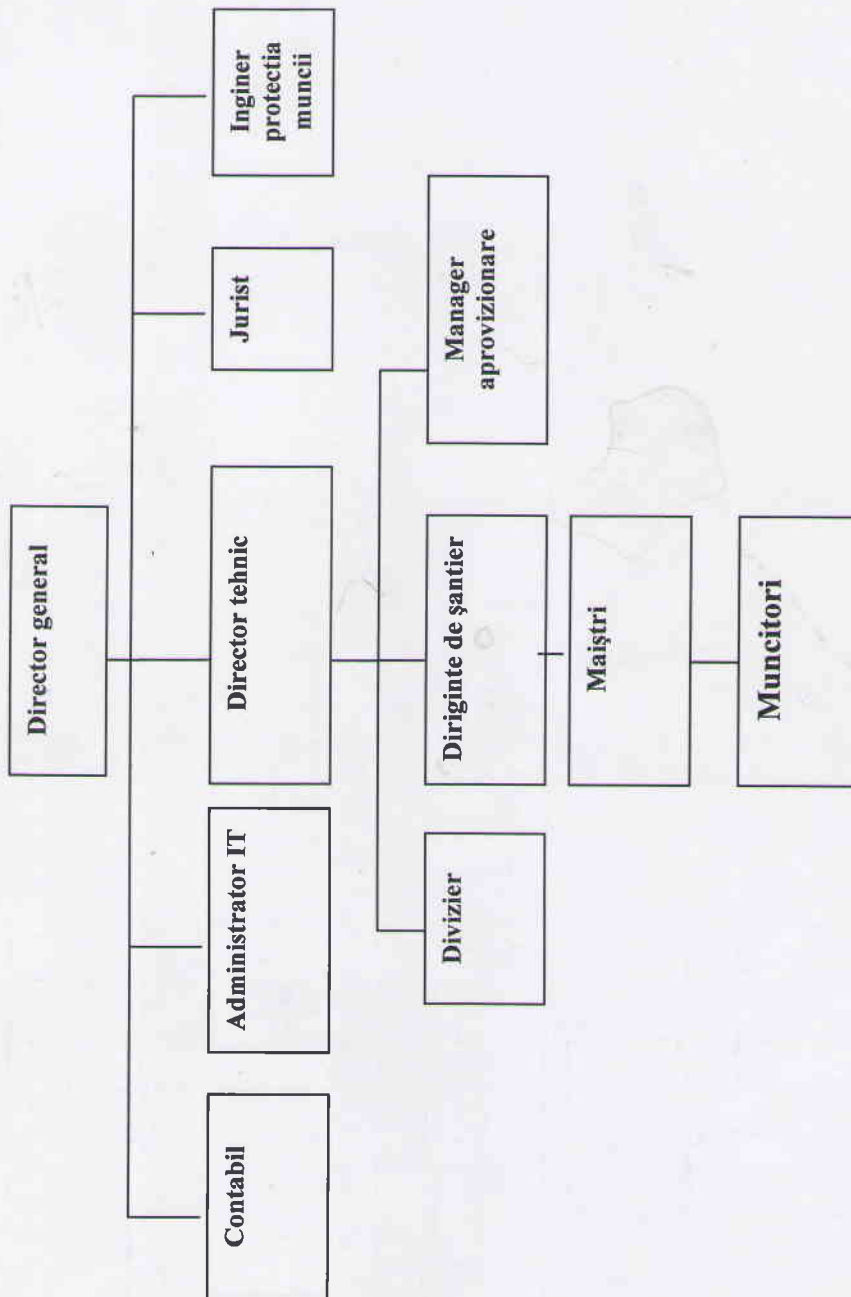 Director general
Contabil
Administrator IT
Director tehnic
Jurist
Inginer
protectia
muncii
Divizier
Diriginte de şantier
Manager
aprovizionare
Maiştri
Muncitori